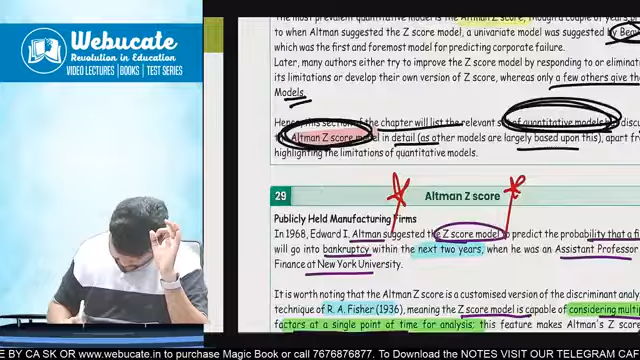 Webucate
Revolution in Education
VIDEO LECTURES | BOOKS | TEST SERIES
The most prevalent quantitative model is the Altman Z score, though a couple of years
to when Altman suggested the Z score model, a univariate model was suggested by Beav
which was the first and foremost model for predicting corporate failure.
Later, many authors either try to improve the Z score model by responding to or eliminat
its limitations or develop their own version of Z score, whereas only a few others give the
Models.
Hence, this section of the chapter will list the relevant set of quantitative models but discu
the Altman Z score model in detail (as other models are largely based upon this), apart fr
highlighting the limitations of quantitative models.
29 Altman Z score
Publicly Held Manufacturing Firms
In 1968, Edward I. Altman suggested the Z score model to predict the probability that a fi
will go into bankruptcy within the next two years, when he was an Assistant Professor
Finance at New York University.
It is worth noting that the Altman Z score is a customised version of the discriminant analy
technique of R. A. Fisher (1936), meaning the Z score model is capable of considering multip
factors at a single point of time for analysis; this feature makes Altman's Z score
E BY CA SK OR www.webucate.in to purchase Magic Book or call 7676876877. To Download the NOTES JOIN OUR TELEGRAM CA